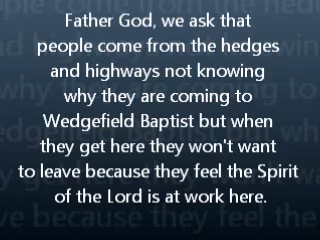 Father God, we ask that
people come from the hedges
and highways not knowing
why they are coming to
Wedgefield Baptist but when
they get here they won't want
to leave because they feel the Spirit
of the Lord is at work here.